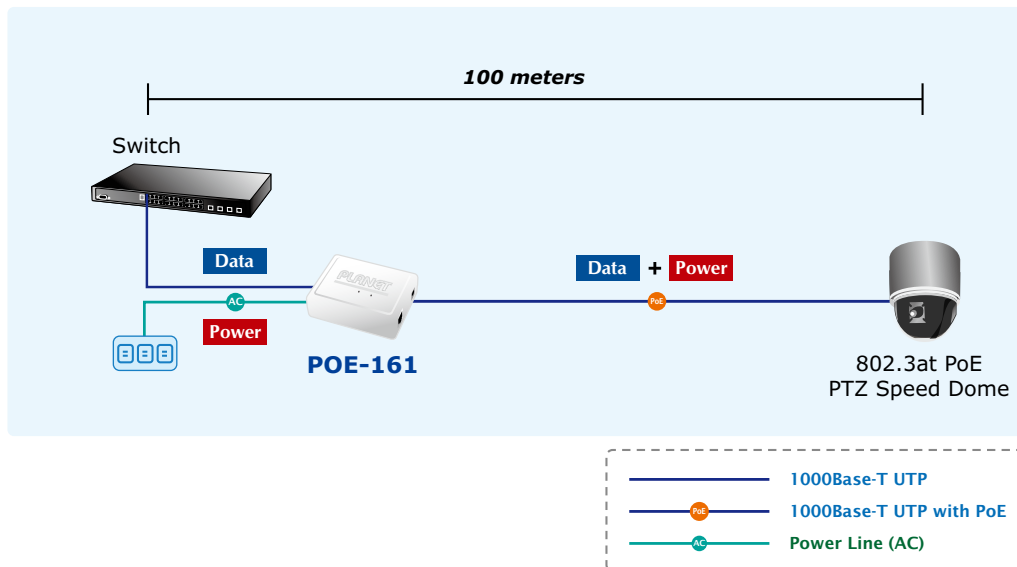 100 meters
Switch
Data
Data + Power
PLANET
AC
PoE
Power
POE-161
802.3at PoE
PTZ Speed Dome
1000Base-T UTP
PoE
1000Base-T UTP with PoE
AC
Power Line (AC)